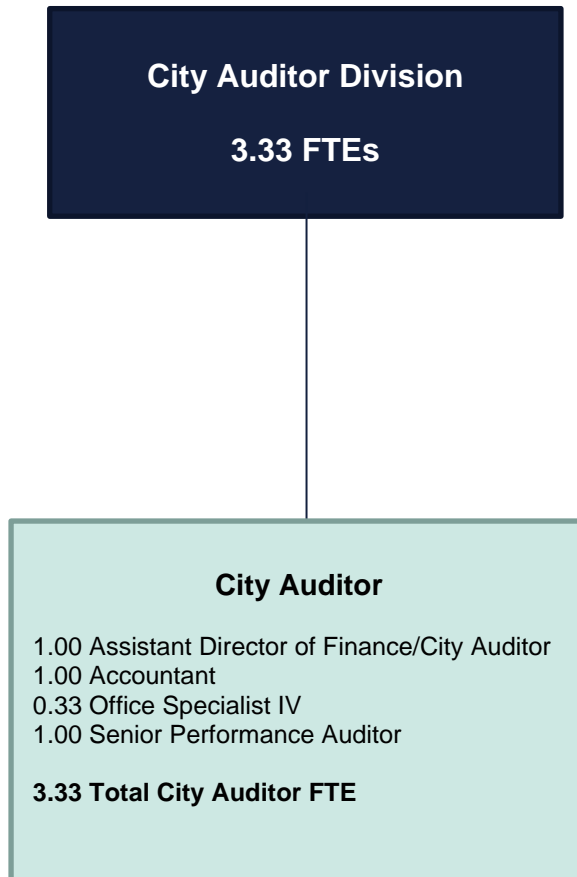 City Auditor Division
3.33 FTEs
City Auditor
1.00 Assistant Director of Finance/City Auditor
1.00 Accountant
0.33 Office Specialist IV
1.00 Senior Performance Auditor
3.33 Total City Auditor FTE